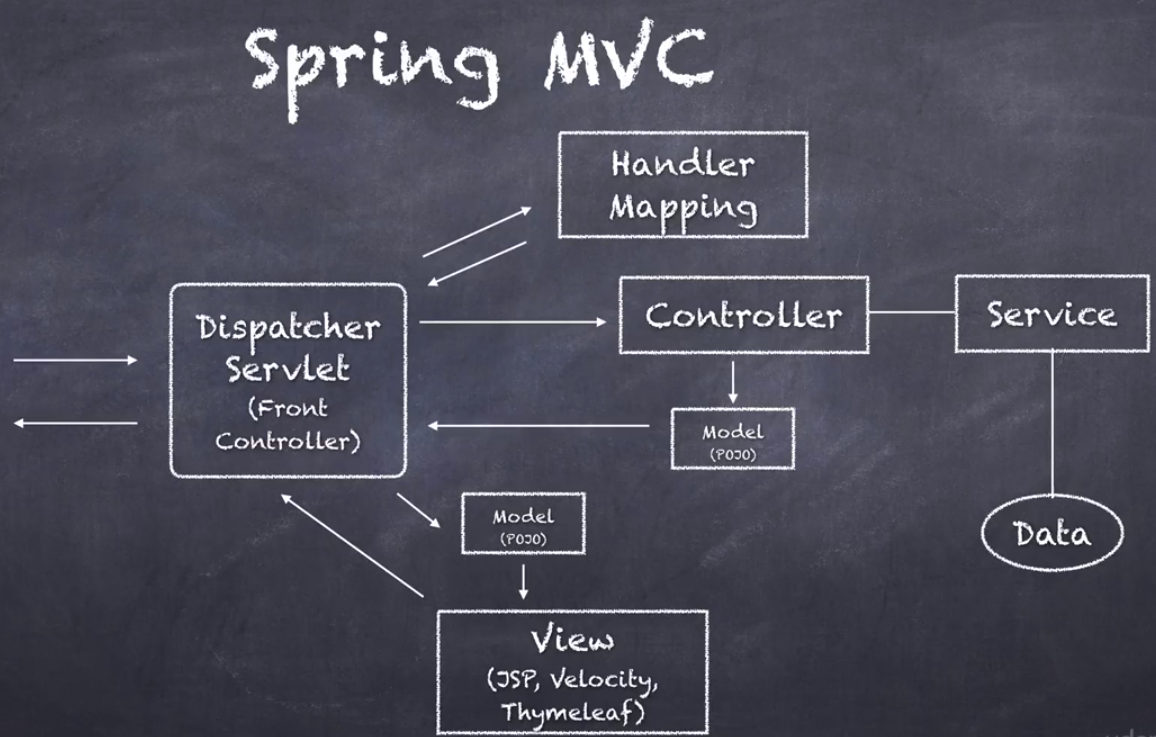 Spring MVC
Handler
Mapping
Dispatcher
Servlet
(Front
Controller)
Controller
Service
Model
(POJO)
Model
(POJO)
Data
View
(JSP, Velocity,
Thymeleaf)